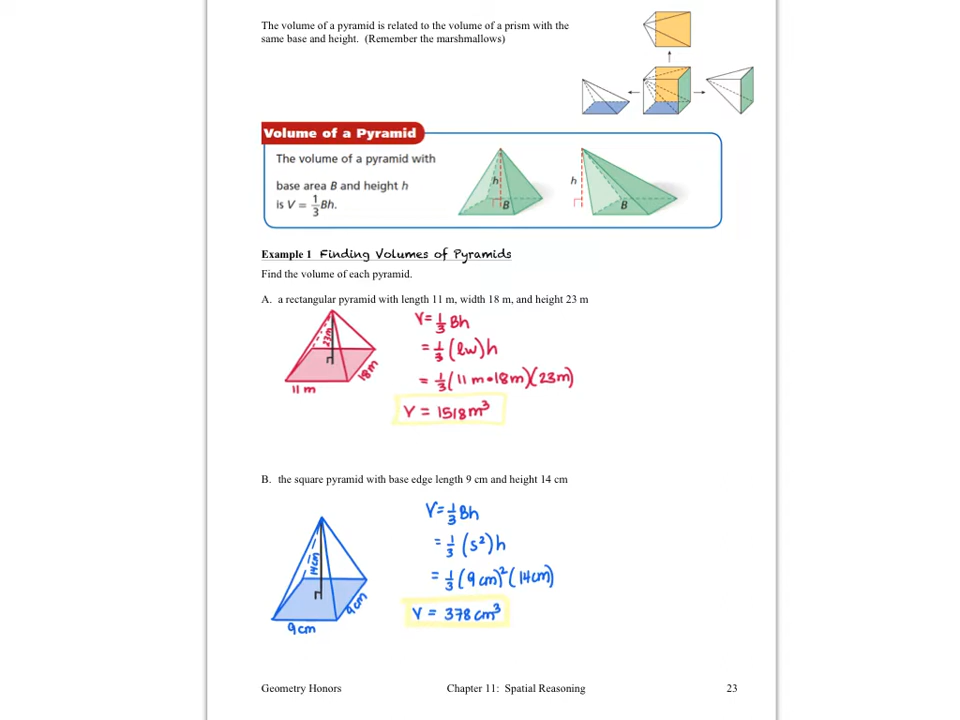 The volume of a pyramid is related to the volume of a prism with the
same base and height. (Remember the marshmallows)
Volume of a Pyramid
The volume of a pyramid with
base area B and height h
is V = 1/3 Bh.
h
B
h
B
Example 1 Finding Volumes of Pyramids
Find the volume of each pyramid.
A. a rectangular pyramid with length 11 m, width 18 m, and height 23 m
23m
18m
11 m
V = 1/3 Bh
= 1/3 (lw)h
= 1/3 (11 m • 18m)(23m)
V = 1518m³
B. the square pyramid with base edge length 9 cm and height 14 cm
14cm
9cm
9cm
V = 1/3 Bh
= 1/3 (s²)h
= 1/3 (9 cm)² (14cm)
V = 378 cm³
Geometry Honors
Chapter 11: Spatial Reasoning
23